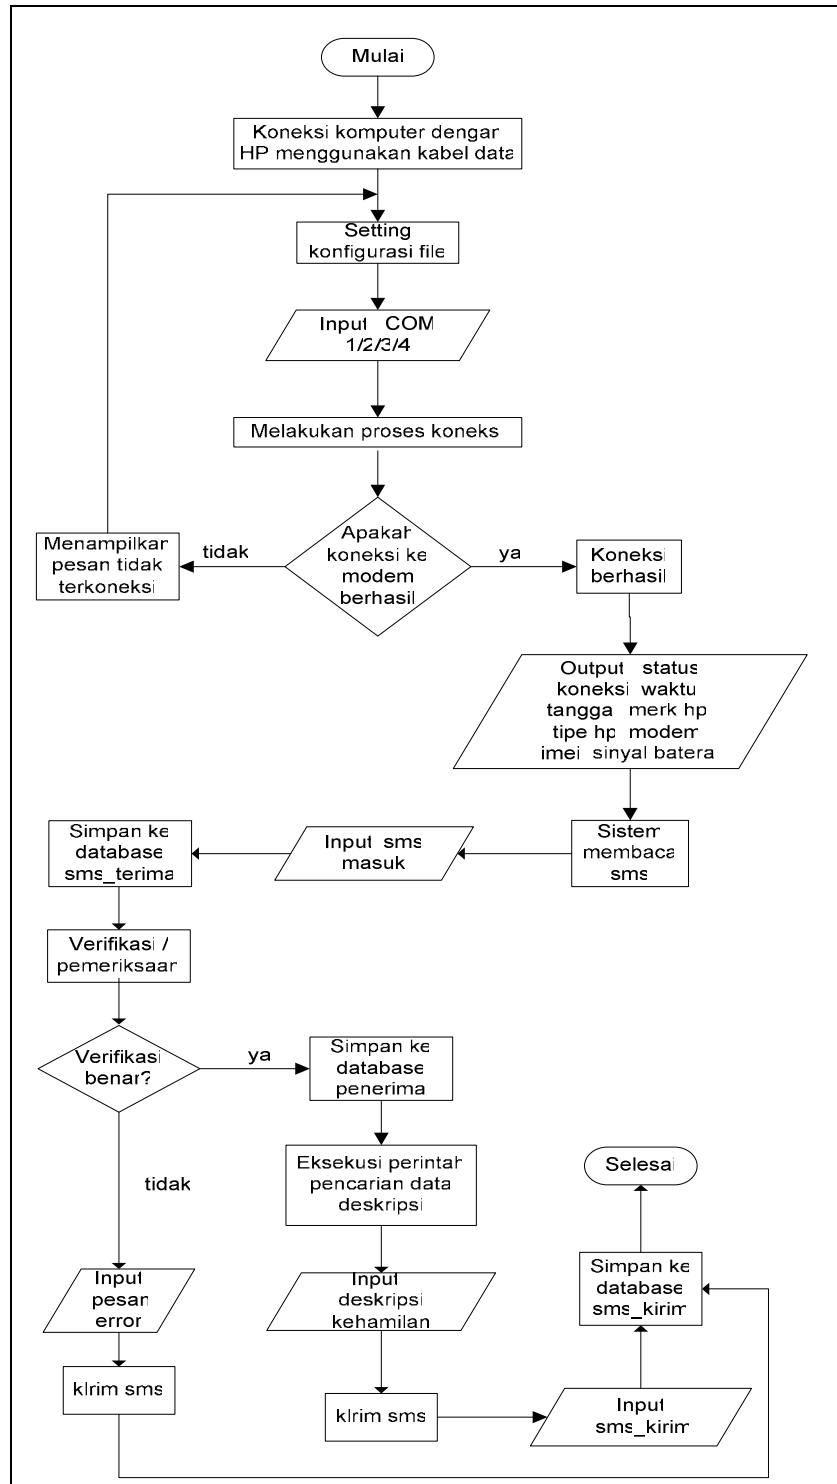 Mulai
Koneksi komputer dengan
HP menggunakan kabel data
Setting
konfigurasi file
Input COM
1/2/3/4
Melakukan proses koneks
Apakah
koneksi ke
modem
berhasil
tidak
ya
Menampilkan
pesan tidak
terkoneksi
Koneksi
berhasil
Output status
koneksi waktu
tangga merk hp
tipe hp modem
imei sinyal batera
Sistem
membaca
sms
Input sms
masuk
Simpan ke
database
sms_terima
Verifikasi /
pemeriksaan
Verifikasi
benar?
ya
Simpan ke
database
penerima
tidak
Eksekusi perintah
pencarian data
deskripsi
Selesai
Input
pesan
error
Input
deskripsi
kehamilan
Simpan ke
database
sms_kirim
kIrim sms
kIrim sms
Input
sms_kirim